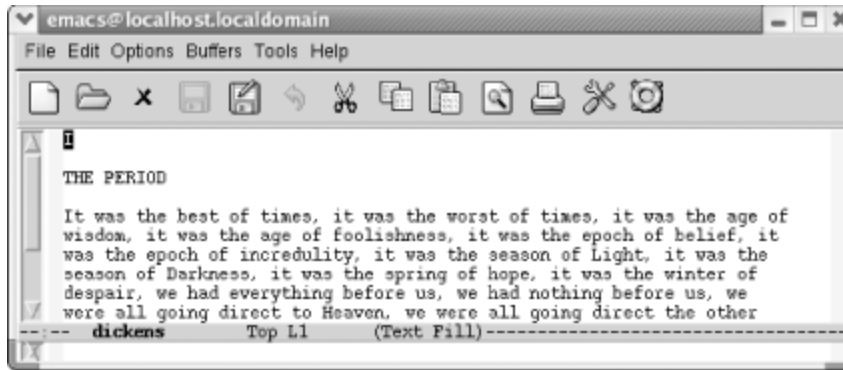 emacs@localhost.localdomain
File Edit Options Buffers Tools Help
I
THE PERIOD
It was the best of times, it was the worst of times, it was the age of
wisdom, it was the age of foolishness, it was the epoch of belief, it
was the epoch of incredulity, it was the season of Light, it was the
season of Darkness, it was the spring of hope, it was the winter of
despair, we had everything before us, we had nothing before us, we
were all going direct to Heaven, we were all going direct the other
--:-- dickens Top L1 (Text Fill)-----------------------------------